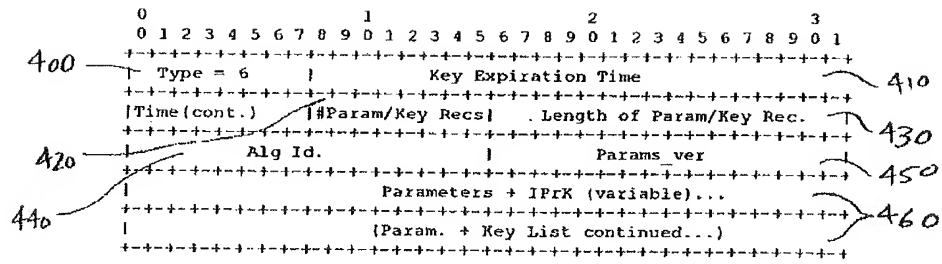 0 1 2 3
0 1 2 3 4 5 6 7 8 9 0 1 2 3 4 5 6 7 8 9 0 1 2 3 4 5 6 7 8 9 0 1
+-+-+-+-+-+-+-+-+-+-+-+-+-+-+-+-+-+-+-+-+-+-+-+-+-+-+-+-+-+-+-+-+
400 | Type = 6 | Key Expiration Time | 410
+-+-+-+-+-+-+-+-+-+-+-+-+-+-+-+-+-+-+-+-+-+-+-+-+-+-+-+-+-+-+-+-+
|Time(cont.) |#Param/Key Recs| Length of Param/Key Rec. | 430
+-+-+-+-+-+-+-+-+-+-+-+-+-+-+-+-+-+-+-+-+-+-+-+-+-+-+-+-+-+-+-+-+
420 | Alg Id. | Params_ver | 450
+-+-+-+-+-+-+-+-+-+-+-+-+-+-+-+-+-+-+-+-+-+-+-+-+-+-+-+-+-+-+-+-+
440 | Parameters + IPrK (variable)... 460
+-+-+-+-+-+-+-+-+-+-+-+-+-+-+-+-+-+-+-+-+-+-+-+-+-+-+-+-+-+-+-+-+
| (Param. + Key List continued...) |
+-+-+-+-+-+-+-+-+-+-+-+-+-+-+-+-+-+-+-+-+-+-+-+-+-+-+-+-+-+-+-+-+